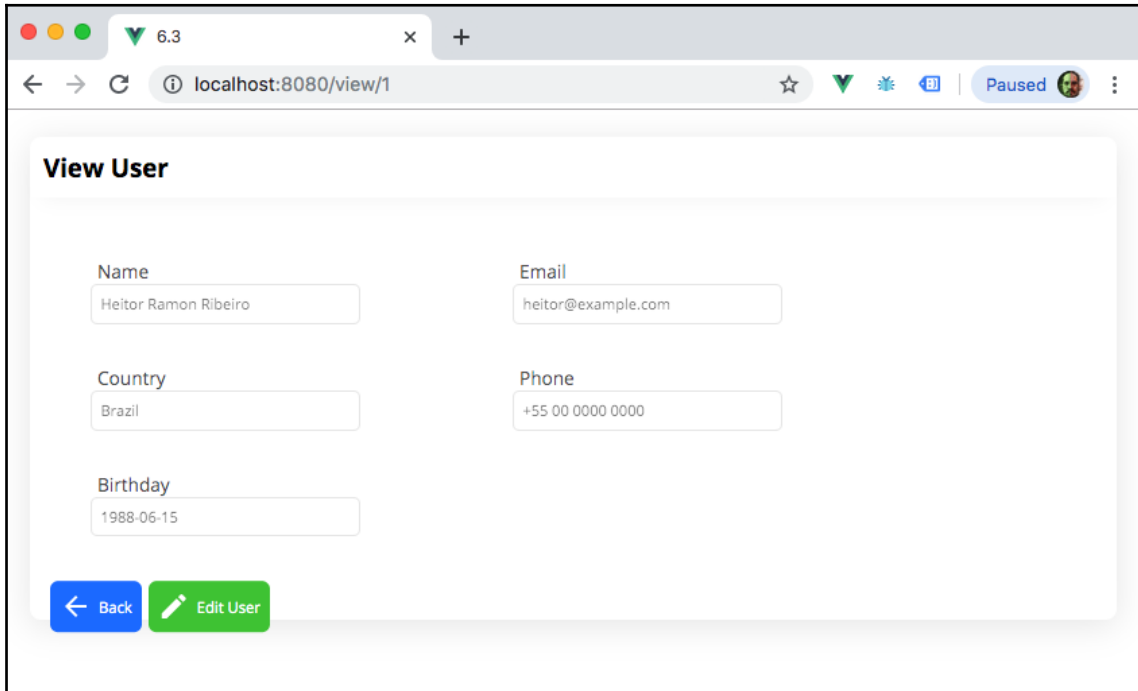 6.3
localhost:8080/view/1
Paused
View User
Name
Email
Heitor Ramon Ribeiro
heitor@example.com
Country
Phone
Brazil
+55 00 0000 0000
Birthday
1988-06-15
Back
Edit User